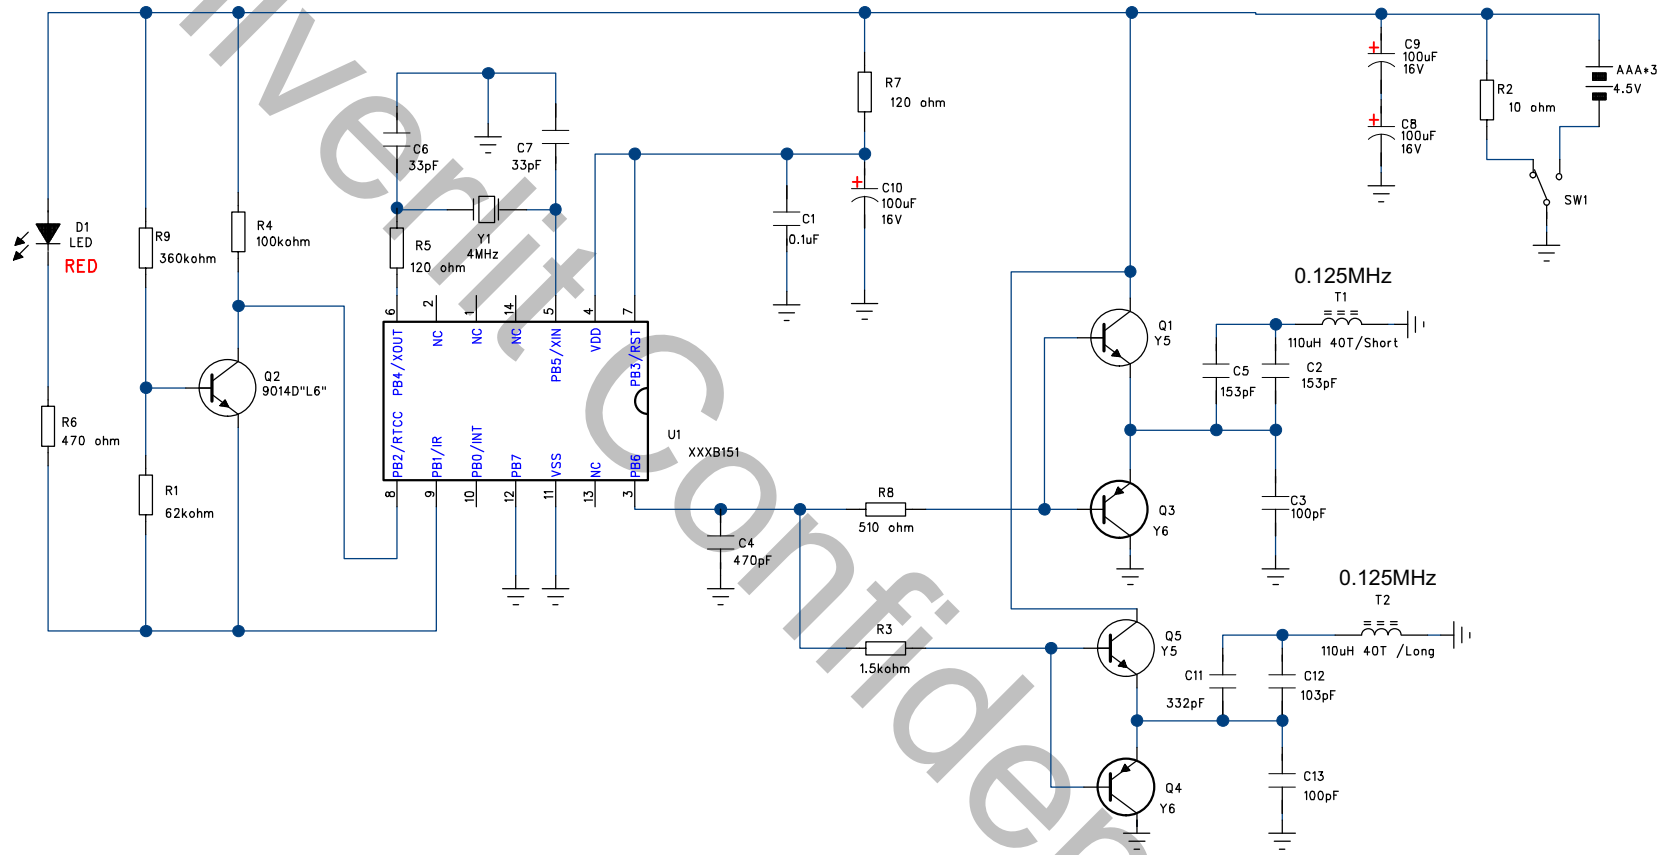 Silverlit Confiden
D1
LED
RED
R9
360kohm
R4
100kohm
C6
33pF
C7
33pF
R5
120 ohm
Y1
4MHz
R7
120 ohm
C1
0.1uF
C10
100uF
16V
C9
100uF
16V
C8
100uF
16V
R2
10 ohm
AAA*3
4.5V
SW1
6
2
1
14
5
4
7
PB4/XOUT
NC
NC
NC
PB5/XIN
VDD
PB3/RST
PB2/RTCC
PB1/IR
PB0/INT
PB7
VSS
NC
PB6
8
9
10
12
11
13
3
U1
XXXB151
Q2
9014D"L6"
R6
470 ohm
R1
62kohm
C4
470pF
R8
510 ohm
R3
1.5kohm
Q1
Y5
Q3
Y6
0.125MHz
T1
110uH 40T/Short
C5
153pF
C2
153pF
C3
100pF
0.125MHz
T2
110uH 40T /Long
Q5
Y5
Q4
Y6
C11
332pF
C12
103pF
C13
100pF